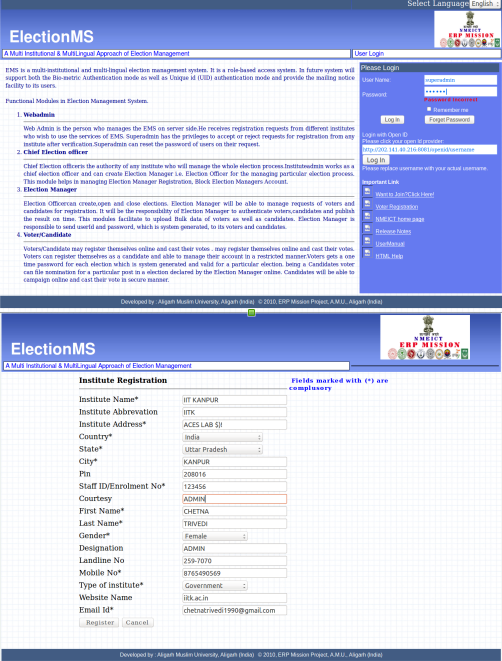 Select Language English
ElectionMS
NMEICT
ERP MISSION
A Multi Institutional & MultiLingual Approach of Election Management
User Login
EMS is a multi-institutional and multi-lingual election management system. It is a role-based access system. In future system will
support both the Bio-metric Authentication mode as well as Unique id (UID) authentication mode and provide the mailing notice
facility to its users.
Functional Modules in Election Management System.
1. Webadmin
Web Admin is the person who manages the EMS on server side.He receives registration requests from different institutes
who wish to use the services of EMS. Superadmin has the privileges to accept or reject requests for registration from any
institute after verification.Superadmin can reset the password of users on their request.
2. Chief Election officer
Chief Election officeris the authority of any institute who will manage the whole election process.Instituteadmin works as a
chief election officer and can create Election Manager i.e. Election Officer for the managing particular election process.
This module helps in managing Election Manager Registration, Block Election Managers Account.
3. Election Manager
Election Officercan create,open and close elections. Election Manager will be able to manage requests of voters and
candidates for registration. It will be the responsibility of Election Manager to authenticate voters,candidates and publish
the result on time. This modules facilitate to upload Bulk data of voters as well as candidates. Election Manager is
responsible to send userId and password, which is system generated, to its voters and candidates.
4. Voter/Candidate
Voters/Candidate may register themselves online and cast their votes . may register themselves online and cast their votes.
Voters can register themselves as a candidate and able to manage their account in a restricted manner.Voters gets a one
time password for each election which is system generated and valid for a particular election. being a Candidates voter
can file nomination for a particular post in a election declared by the Election Manager online. Candidates will be able to
campaign online and cast their vote in secure manner.
Please Login
User Name: superadmin
Password: ••••••
Password Incorrect
Remember me
Log In Forgot Password
Login with Open ID
Please click your open id provider:
http://202.141.40.216:8081/openid/username
Log In
Please replace username with your actual username.
Important Link
Want to Join?Click Here!
Voter Registration
NMEICT home page
Release Notes
UserManual
HTML Help
Developed by : Aligarh Muslim University, Aligarh (India) © 2010, ERP Mission Project, A.M.U., Aligarh (India)
ElectionMS
NMEICT
ERP MISSION
A Multi Institutional & MultiLingual Approach of Election Management
Institute Registration
Fields marked with (*) are
complusory
Institute Name* IIT KANPUR
Institute Abbrevation IITK
Institute Address* ACES LAB $)!
Country* India
State* Uttar Pradesh
City* KANPUR
Pin 208016
Staff ID/Enrolment No* 123456
Courtesy ADMIN
First Name* CHETNA
Last Name* TRIVEDI
Gender* Female
Designation ADMIN
Landline No 259-7070
Mobile No* 8765490569
Type of institute* Government
Website Name iitk.ac.in
Email Id* chetnatrivedi1990@gmail.com
Register Cancel
Developed by : Aligarh Muslim University, Aligarh (India) © 2010, ERP Mission Project, A.M.U., Aligarh (India)